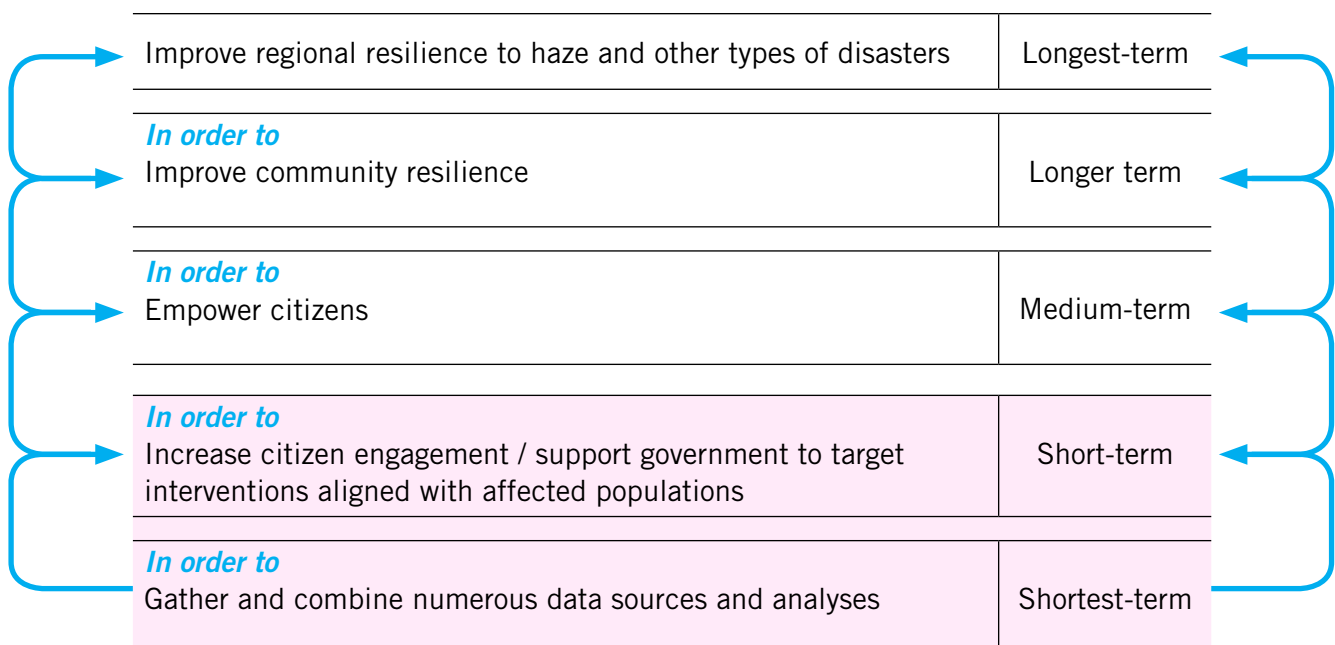 Improve regional resilience to haze and other types of disasters
Longest-term
In order to
Improve community resilience
Longer term
In order to
Empower citizens
Medium-term
In order to
Increase citizen engagement / support government to target
interventions aligned with affected populations
Short-term
In order to
Gather and combine numerous data sources and analyses
Shortest-term